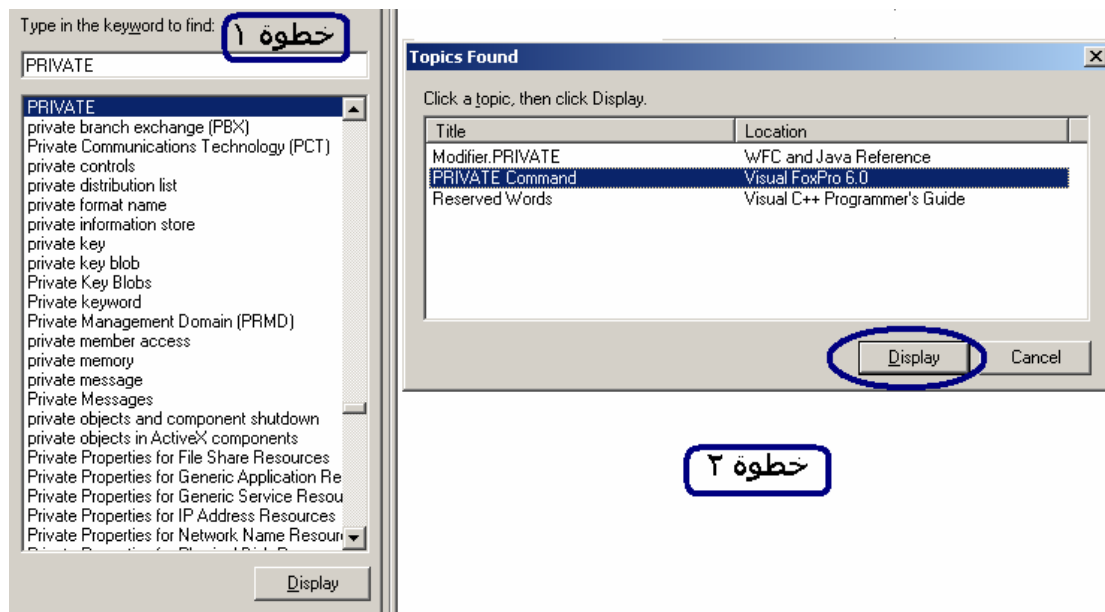 Type in the keyword to find:
خطوة ١
PRIVATE
PRIVATE
private branch exchange (PBX)
Private Communications Technology (PCT)
private controls
private distribution list
private format name
private information store
private key
private key blob
Private Key Blobs
Private keyword
Private Management Domain (PRMD)
private member access
private memory
private message
Private Messages
private objects and component shutdown
private objects in ActiveX components
Private Properties for File Share Resources
Private Properties for Generic Application Re
Private Properties for Generic Service Resou
Private Properties for IP Address Resources
Private Properties for Network Name Resour
Display
Topics Found
Click a topic, then click Display.
Title Location
Modifier.PRIVATE WFC and Java Reference
PRIVATE Command Visual FoxPro 6.0
Reserved Words Visual C++ Programmer's Guide
Display Cancel
خطوة ٢